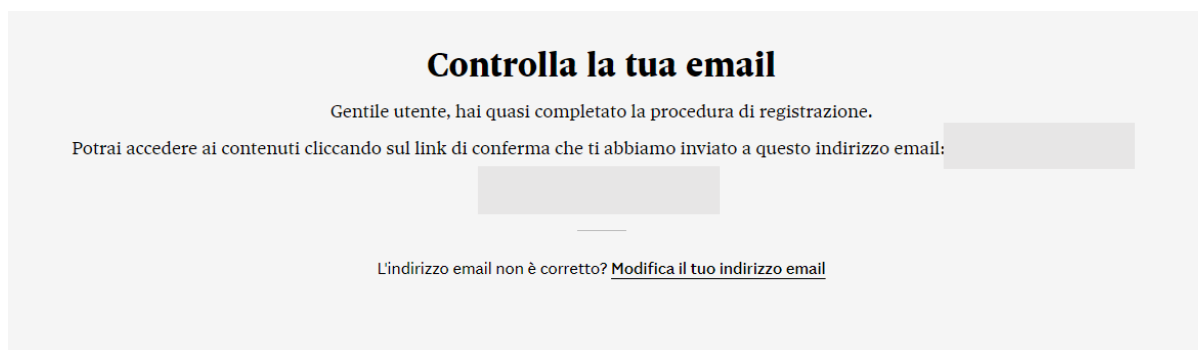 Controlla la tua email
Gentile utente, hai quasi completato la procedura di registrazione.
Potrai accedere ai contenuti cliccando sul link di conferma che ti abbiamo inviato a questo indirizzo email:
L'indirizzo email non è corretto? Modifica il tuo indirizzo email